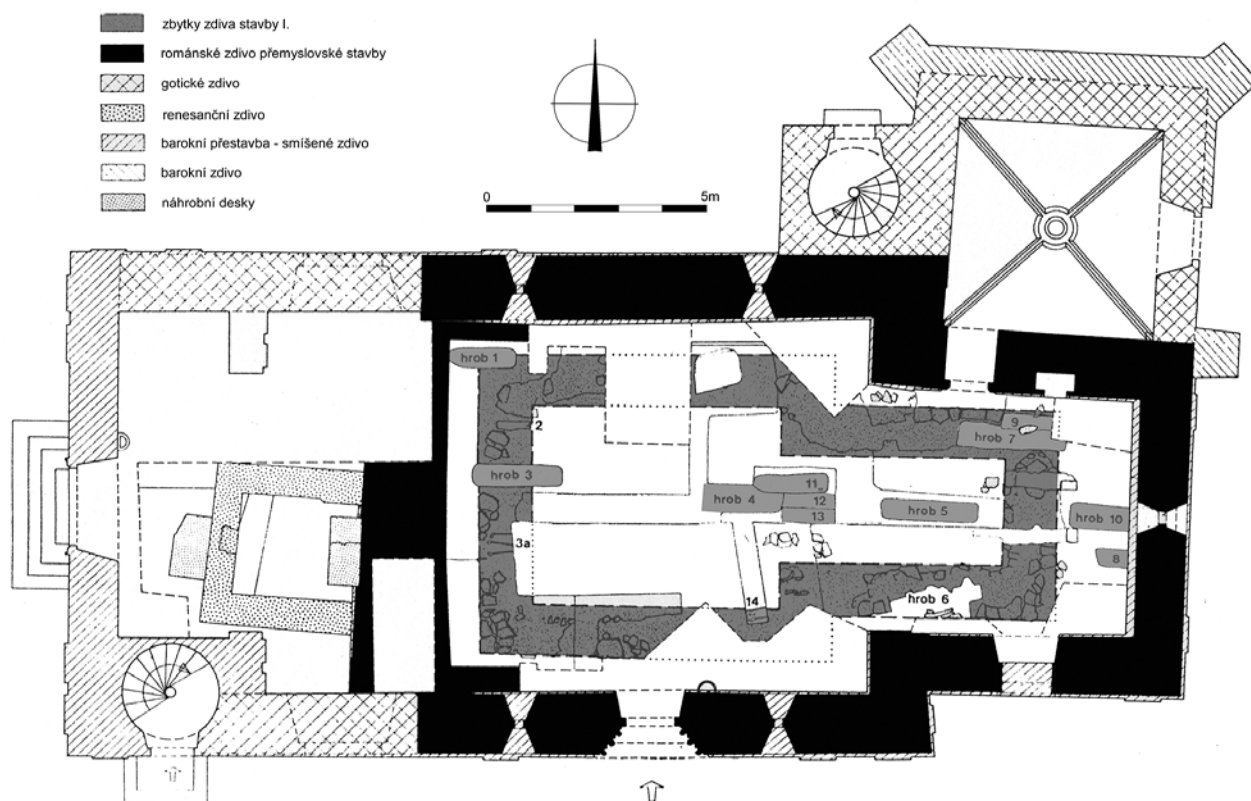 zbytky zdiva stavby I.
románské zdivo přemyslovské stavby
gotické zdivo
renesanční zdivo
barokní přestavba - smíšené zdivo
barokní zdivo
náhrobní desky
0 5m
hrob 1
2
9
hrob 7
hrob 3
11
hrob 4
12
13
hrob 5
hrob 10
3a
8
hrob 6
14